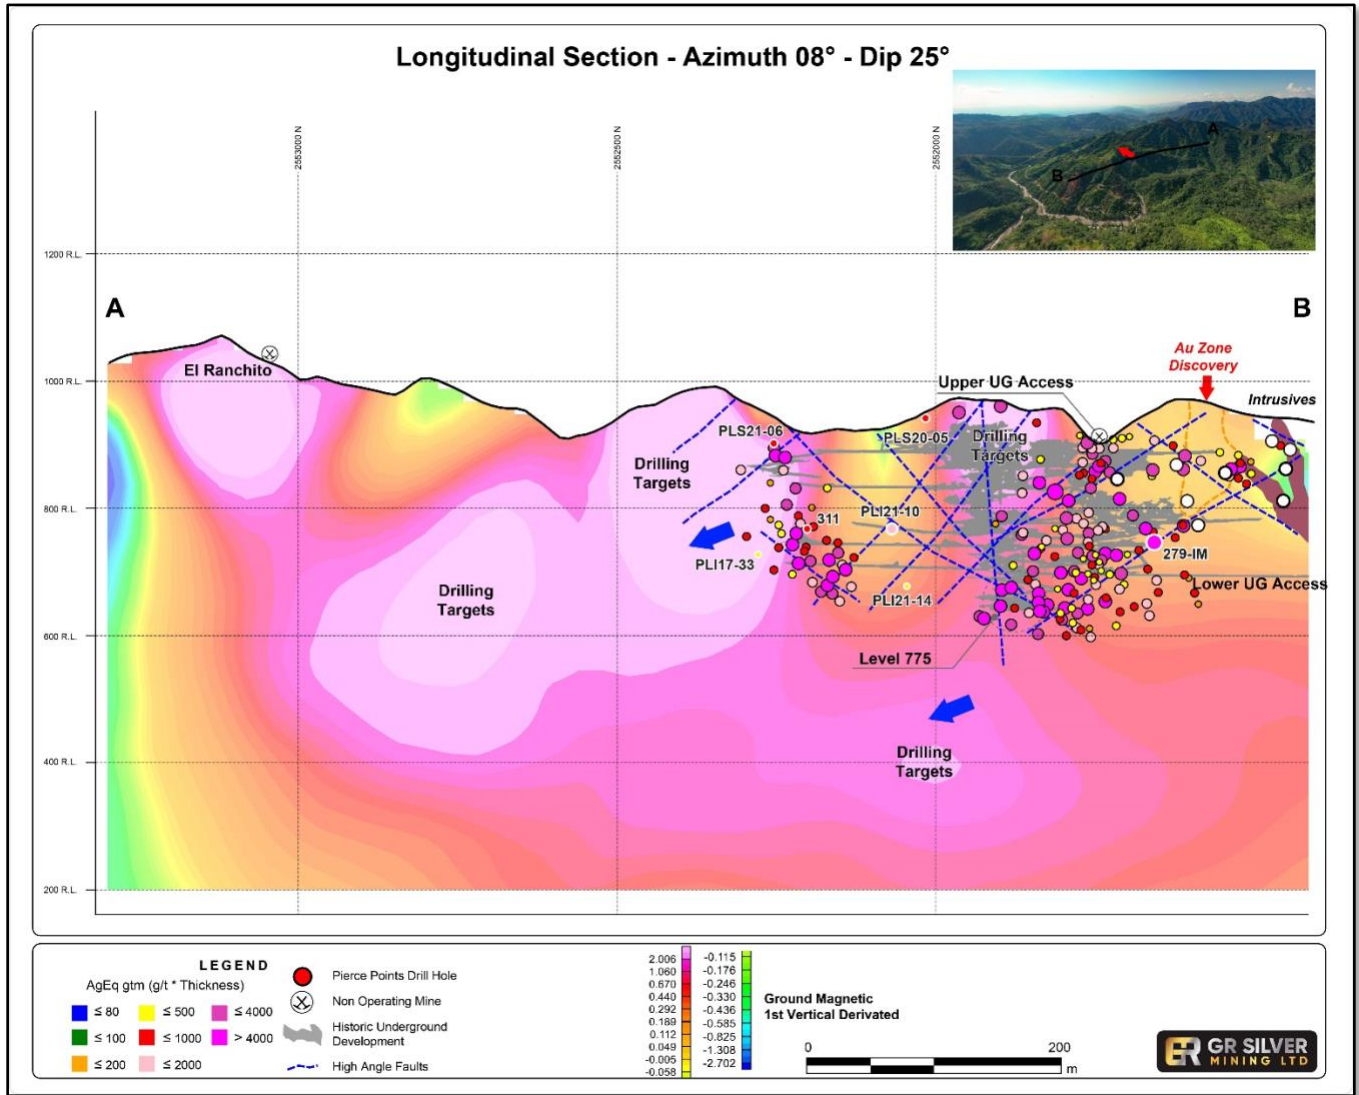 Longitudinal Section - Azimuth 08° - Dip 25°
A
B
2553000 N
2552500 N
2552000 N
1200 R.L.
1000 R.L.
800 R.L.
600 R.L.
400 R.L.
200 R.L.
A
B
El Ranchito
Au Zone
Discovery
Upper UG Access
Intrusives
PLS21-06
PLS20-05
Drilling
Targets
Drilling
Targets
311
PLI21-10
279-IM
PLI17-33
Drilling
Targets
PLI21-14
Lower UG Access
Level 775
Drilling
Targets
LEGEND
AgEq gtm (g/t * Thickness)
≤ 80
≤ 100
≤ 200
≤ 500
≤ 1000
≤ 2000
≤ 4000
> 4000
Pierce Points Drill Hole
Non Operating Mine
Historic Underground
Development
High Angle Faults
2.006
1.060
0.670
0.440
0.292
0.189
0.112
0.049
-0.005
-0.058
-0.115
-0.176
-0.246
-0.330
-0.436
-0.585
-0.825
-1.308
-2.702
Ground Magnetic
1st Vertical Derivated
0
200
m
GR SILVER
MINING LTD